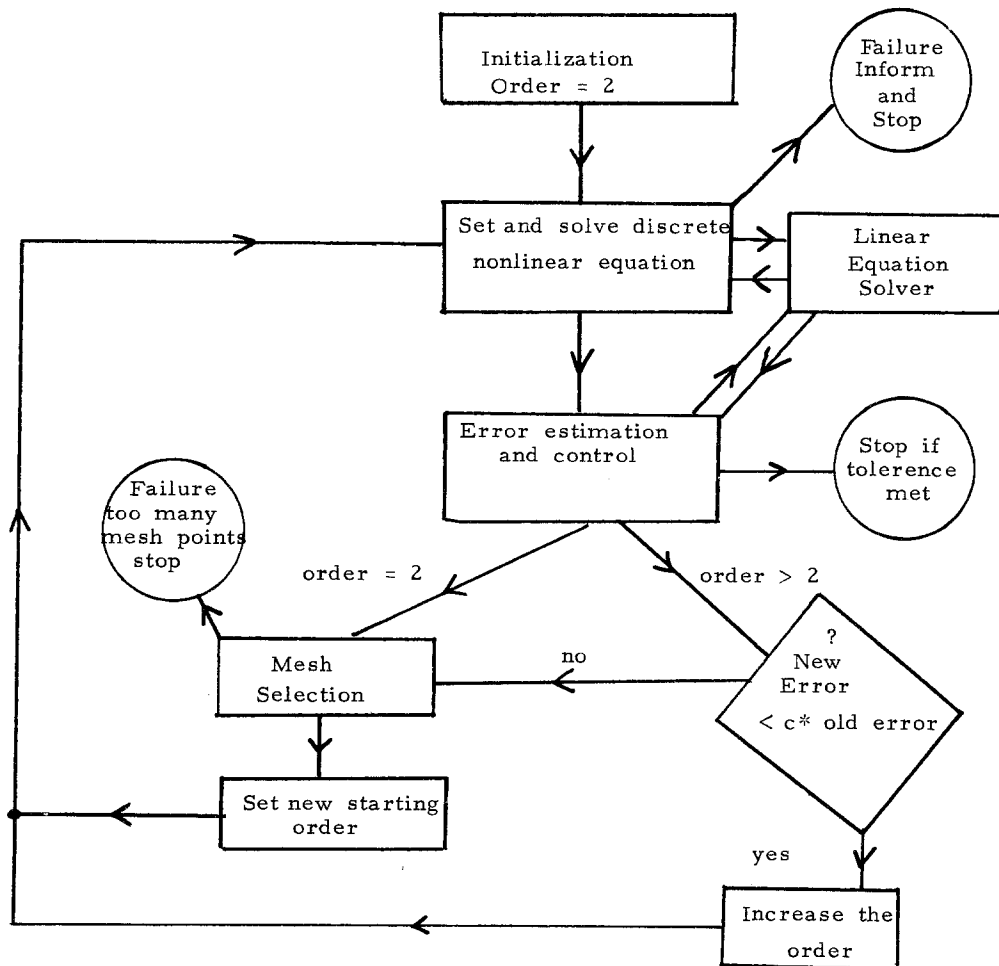 Initialization
Order = 2
Failure
Inform
and
Stop
Set and solve discrete
nonlinear equation
Linear
Equation
Solver
Error estimation
and control
Stop if
tolerence
met
Failure
too many
mesh points
stop
order = 2
order > 2
?
New
Error
< c* old error
no
Mesh
Selection
Set new starting
order
yes
Increase the
order